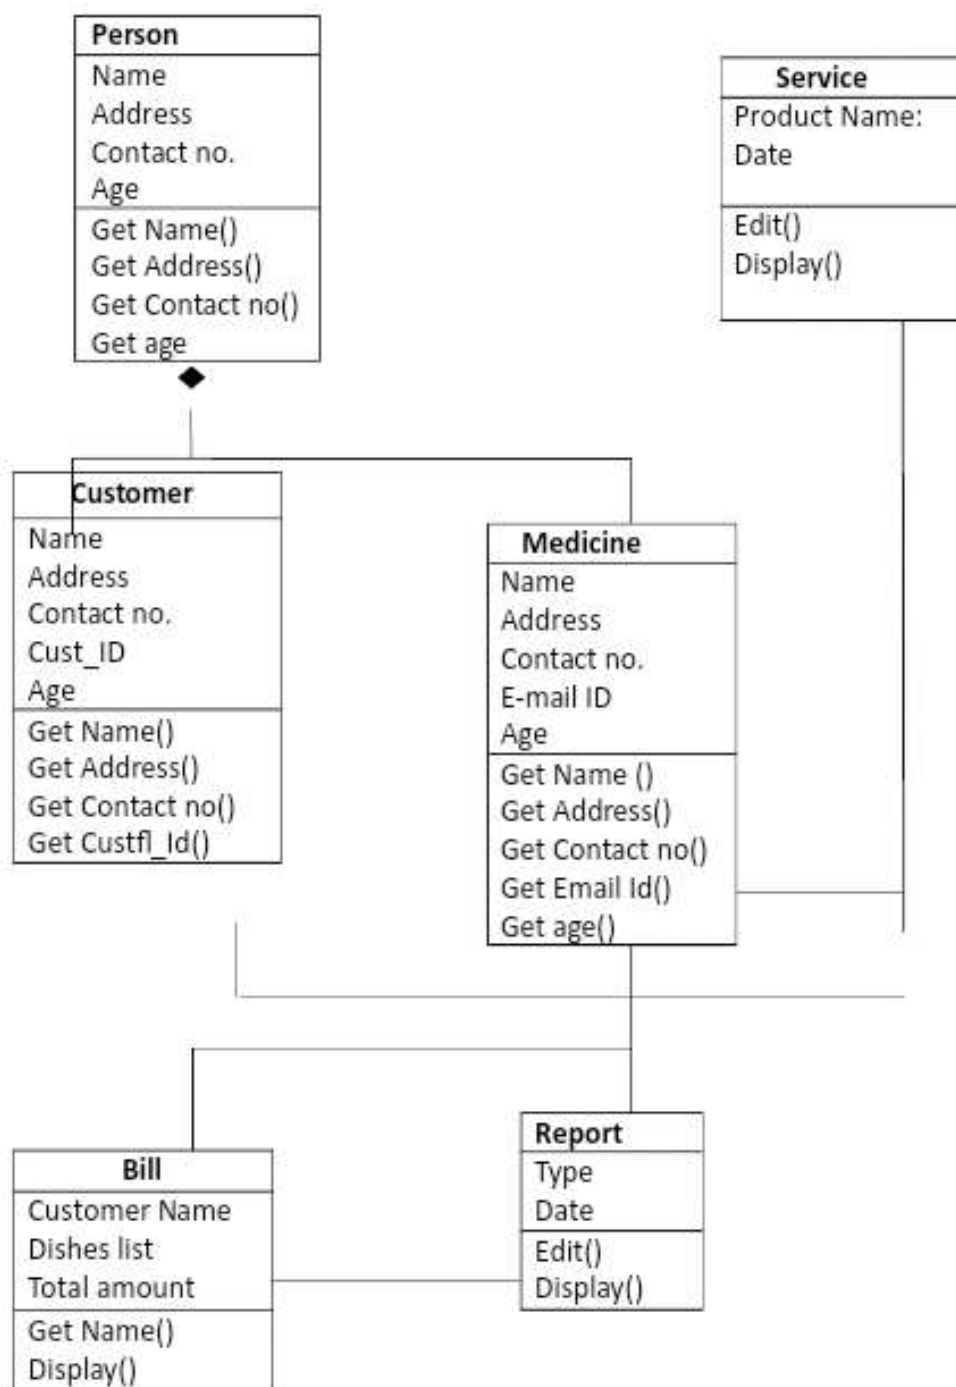 Person
Name
Address
Contact no.
Age
Get Name()
Get Address()
Get Contact no()
Get age
Service
Product Name:
Date
Edit()
Display()
Customer
Name
Address
Contact no.
Cust_ID
Age
Get Name()
Get Address()
Get Contact no()
Get Custfl_Id()
Medicine
Name
Address
Contact no.
E-mail ID
Age
Get Name ()
Get Address()
Get Contact no()
Get Email Id()
Get age()
Bill
Customer Name
Dishes list
Total amount
Get Name()
Display()
Report
Type
Date
Edit()
Display()